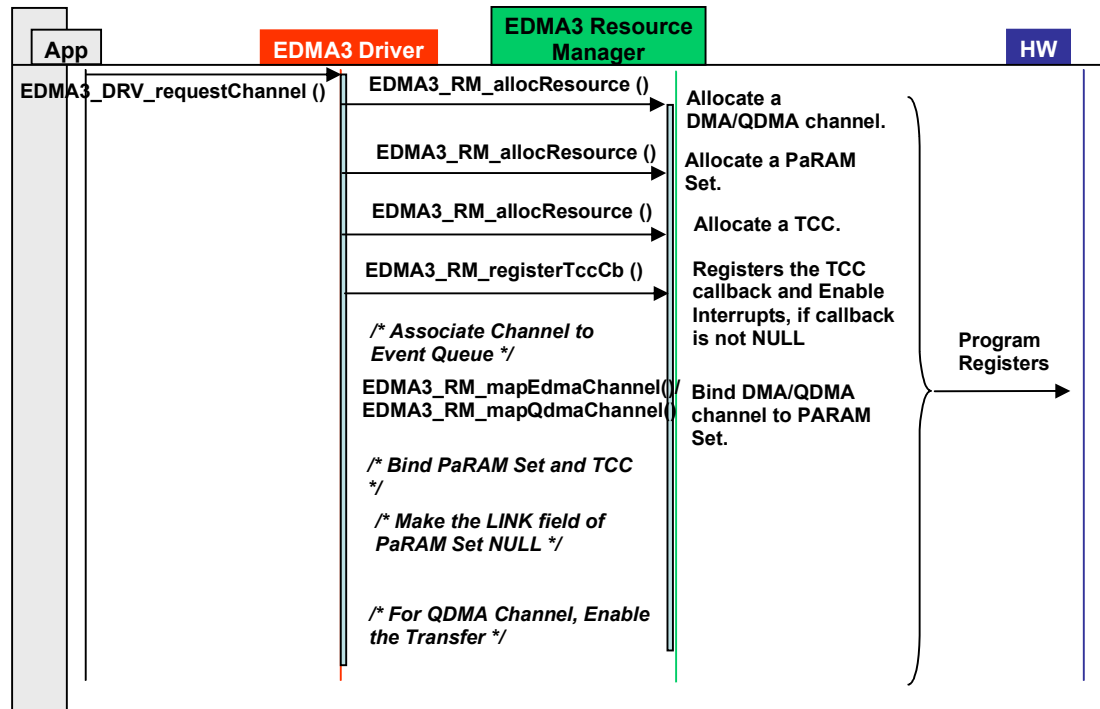 App
EDMA3 Driver
EDMA3 Resource
Manager
HW
EDMA3_DRV_requestChannel ()
EDMA3_RM_allocResource ()
Allocate a
DMA/QDMA channel.
EDMA3_RM_allocResource ()
Allocate a PaRAM
Set.
EDMA3_RM_allocResource ()
Allocate a TCC.
EDMA3_RM_registerTccCb ()
Registers the TCC
callback and Enable
Interrupts, if callback
is not NULL
/* Associate Channel to
Event Queue */
Program
Registers
EDMA3_RM_mapEdmaChannel()/
EDMA3_RM_mapQdmaChannel()
Bind DMA/QDMA
channel to PARAM
Set.
/* Bind PaRAM Set and TCC
*/
/* Make the LINK field of
PaRAM Set NULL */
/* For QDMA Channel, Enable
the Transfer */